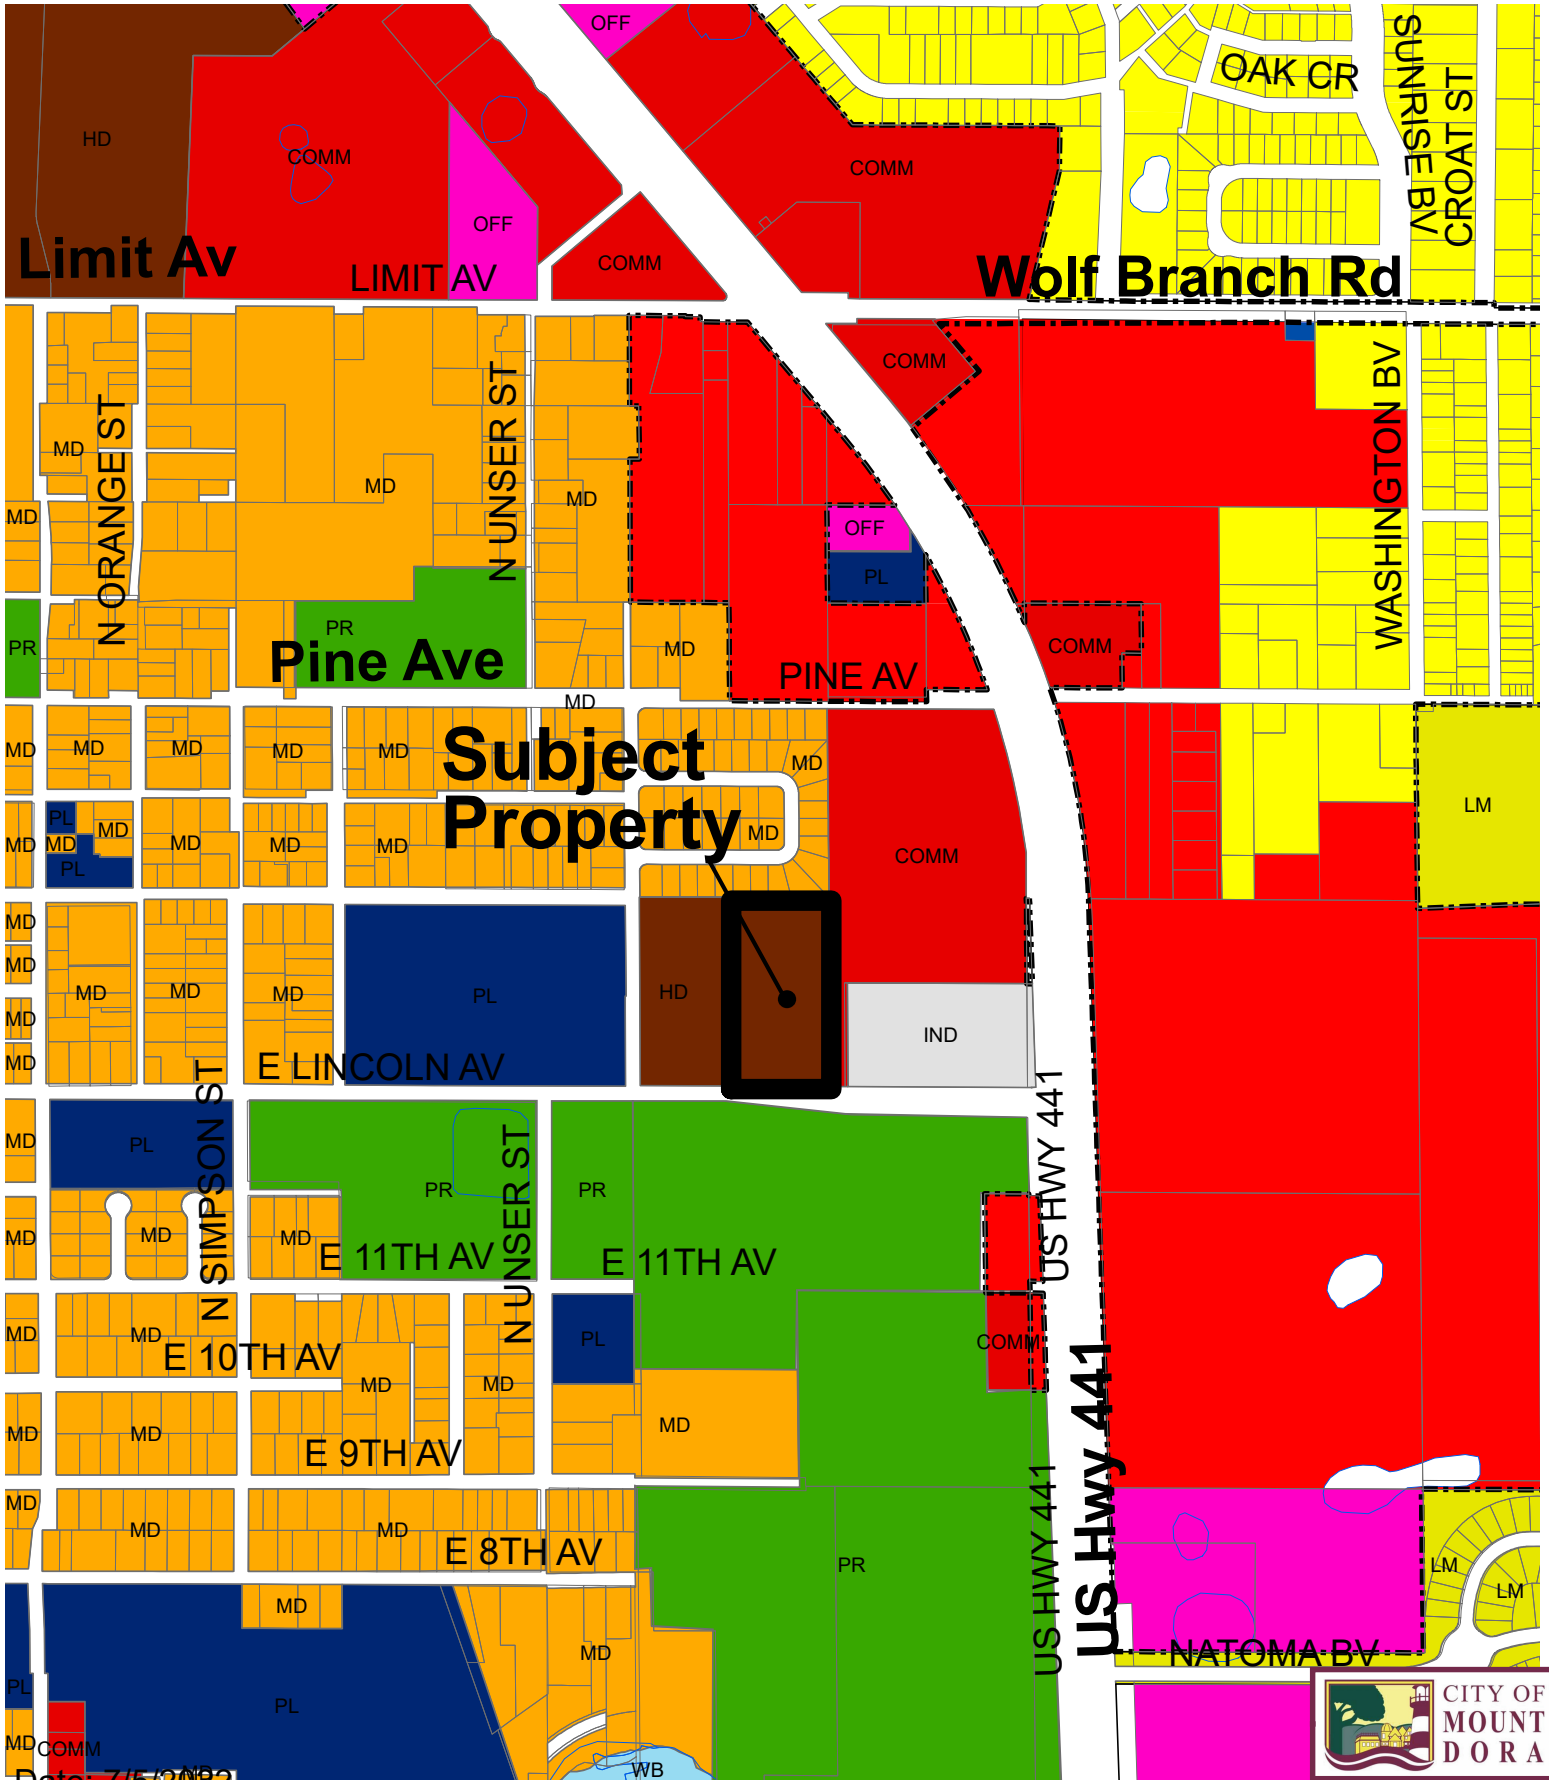 OFF
OAK CR
SUNRISE BV
CROAT ST
HD
COMM
COMM
OFF
COMM
Limit Av
LIMIT AV
Wolf Branch Rd
COMM
N ORANGE ST
N UNSER ST
WASHINGTON BV
MD
MD
MD
MD
OFF
PL
PR
PR
MD
COMM
Pine Ave
PINE AV
MD
MD
MD
MD
MD
MD
Subject
Property
MD
MD
LM
PL
MD
MD
MD
PL
MD
MD
MD
MD
COMM
MD
MD
MD
MD
MD
MD
PL
HD
IND
MD
E LINCOLN AV
MD
N SIMPSON ST
US HWY 441
MD
PL
N UNSER ST
PR
PR
MD
MD
MD
E 11TH AV
E 11TH AV
MD
MD
E 10TH AV
PL
COMM
MD
MD
US Hwy 441
MD
MD
E 9TH AV
MD
MD
MD
MD
E 8TH AV
US HWY 441
PR
LM
LM
MD
MD
NATOMA BV
PL
PL
MD
COMM
WB
CITY OF
MOUNT
DORA